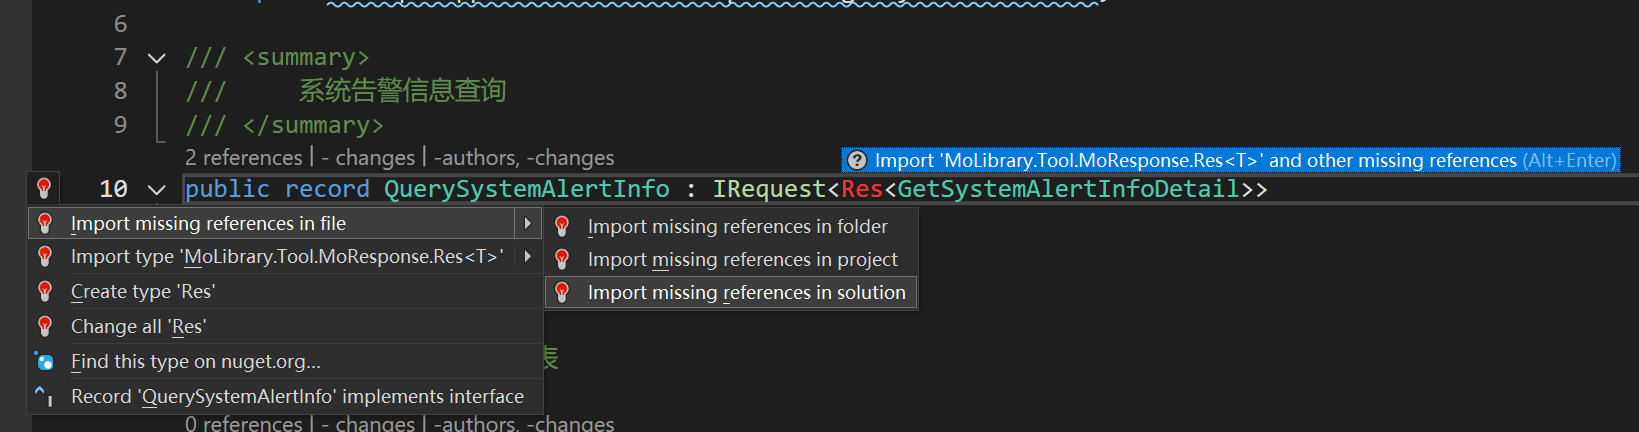 6
7 /// <summary>
8 /// 系统告警信息查询
9 /// </summary>
2 references | - changes | -authors, -changes
Import 'MoLibrary.Tool.MoResponse.Res<T>' and other missing references (Alt+Enter)
10 public record QuerySystemAlertInfo : IRequest<Res<GetSystemAlertInfoDetail>>
Import missing references in file
Import type 'MoLibrary.Tool.MoResponse.Res<T>'
Create type 'Res'
Change all 'Res'
Find this type on nuget.org...
Record 'QuerySystemAlertInfo' implements interface
Import missing references in folder
Import missing references in project
Import missing references in solution
表
0 references | - changes | -authors, -changes